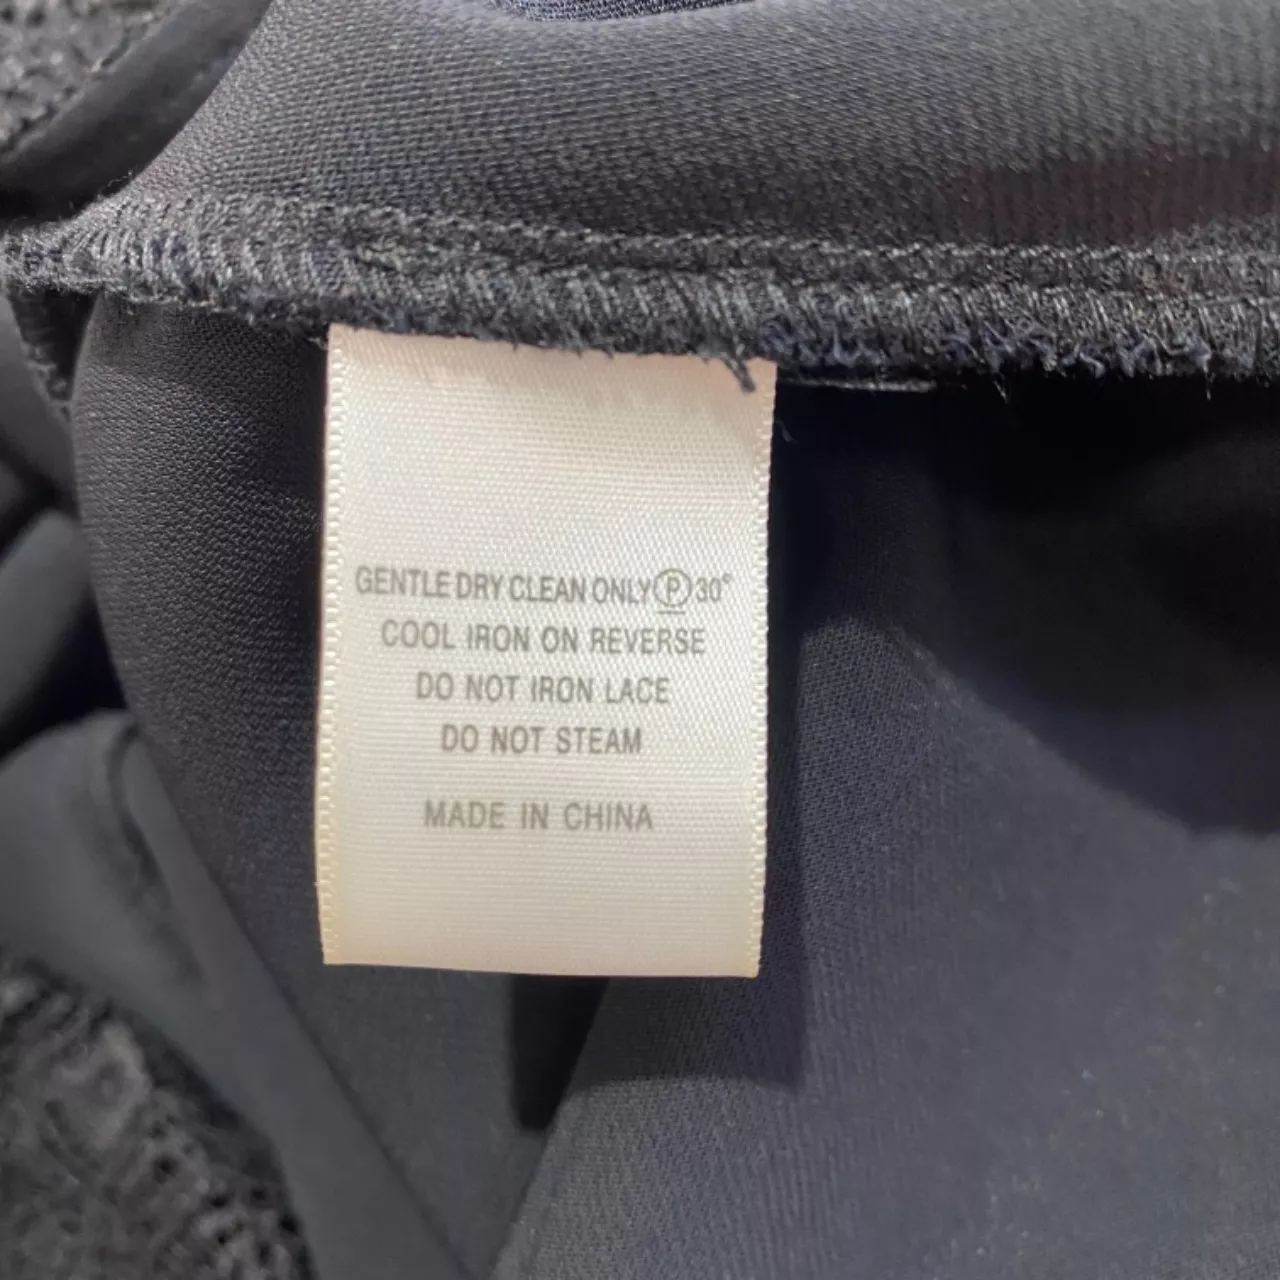 GENTLE DRY CLEAN ONLY Ⓟ 30°
COOL IRON ON REVERSE
DO NOT IRON LACE
DO NOT STEAM
MADE IN CHINA